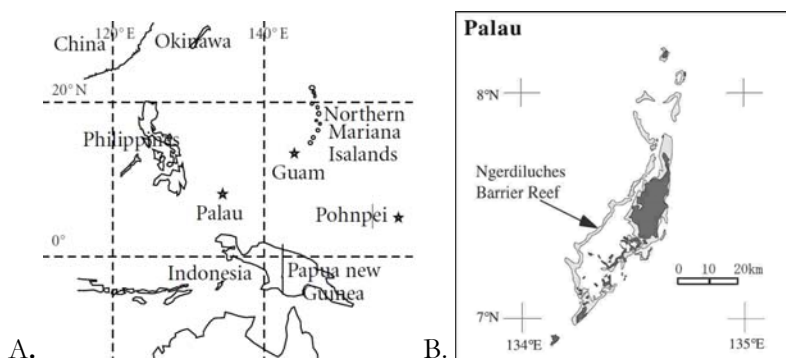 A.
China
Okinawa
120°E
140°E
20°N
Northern
Mariana
Isalands
Philippines
Guam
Palau
Pohnpei
0°
Indonesia
Papua new
Guinea
B.
Palau
8°N
Ngerdiluches
Barrier Reef
0 10 20km
7°N
134°E
135°E